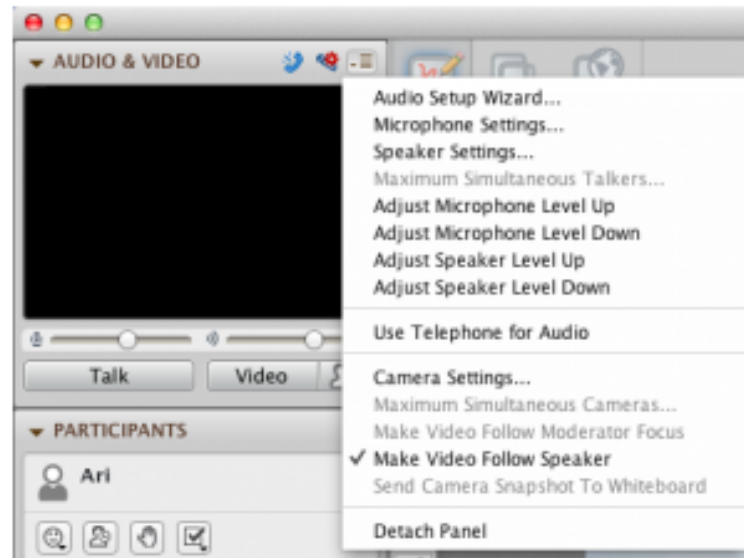 AUDIO & VIDEO
Audio Setup Wizard...
Microphone Settings...
Speaker Settings...
Maximum Simultaneous Talkers...
Adjust Microphone Level Up
Adjust Microphone Level Down
Adjust Speaker Level Up
Adjust Speaker Level Down
Use Telephone for Audio
Talk
Video
Camera Settings...
Maximum Simultaneous Cameras...
Make Video Follow Moderator Focus
Make Video Follow Speaker
Send Camera Snapshot To Whiteboard
Detach Panel
PARTICIPANTS
Ari